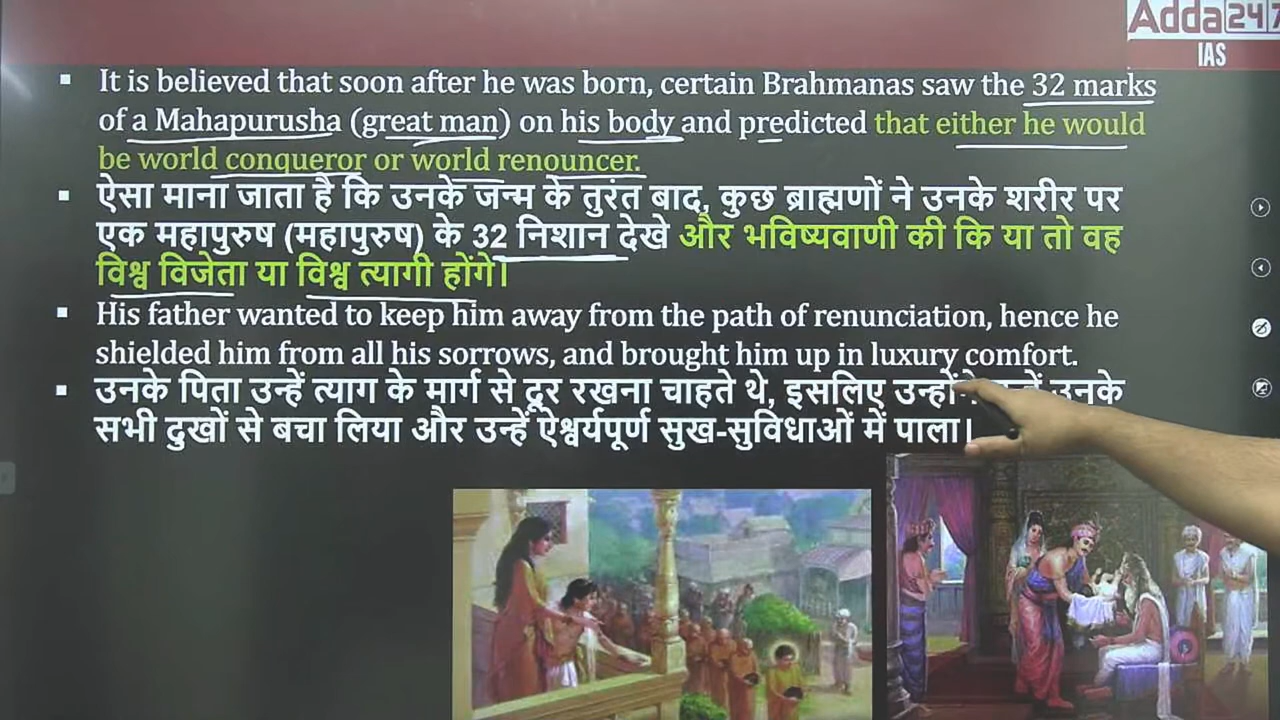 Adda247
IAS
It is believed that soon after he was born, certain Brahmanas saw the 32 marks
of a Mahapurusha (great man) on his body and predicted that either he would
be world conqueror or world renouncer.
ऐसा माना जाता है कि उनके जन्म के तुरंत बाद, कुछ ब्राह्मणों ने उनके शरीर पर
एक महापुरुष (महापुरुष) के 32 निशान देखे और भविष्यवाणी की कि या तो वह
विश्व विजेता या विश्व त्यागी होंगे।
His father wanted to keep him away from the path of renunciation, hence he
shielded him from all his sorrows, and brought him up in luxury comfort.
उनके पिता उन्हें त्याग के मार्ग से दूर रखना चाहते थे, इसलिए उनके
सभी दुखों से बचा लिया और उन्हें ऐश्वर्यपूर्ण सुख-सुविधाओं में पाला।